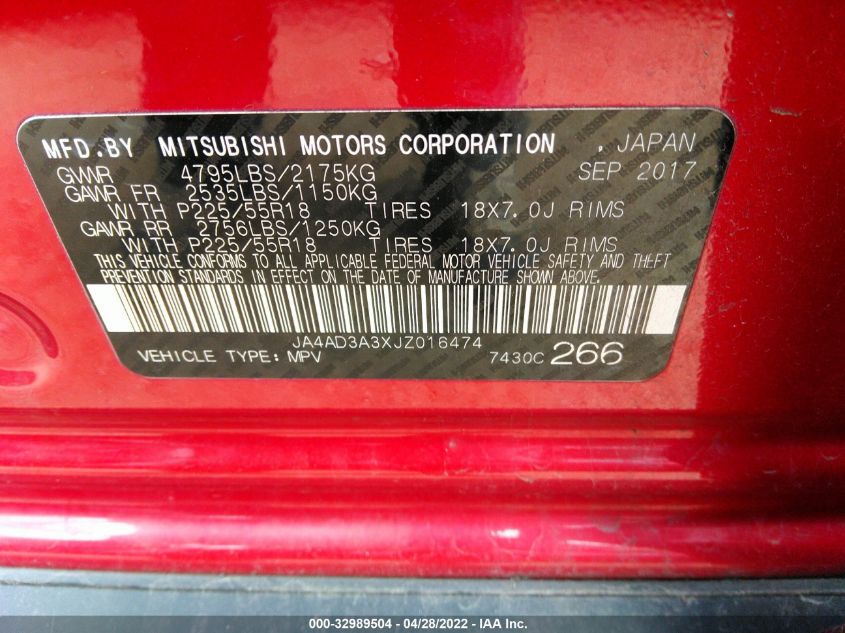 MFD.BY MITSUBISHI MOTORS CORPORATION , JAPAN
GVWR 4795LBS/2175KG SEP 2017
GAWR FR 2535LBS/1150KG
WITH P225/55R18 TIRES 18X7.0J RIMS
GAWR RR 2756LBS/1250KG
WITH P225/55R18 TIRES 18X7.0J RIMS
THIS VEHICLE CONFORMS TO ALL APPLICABLE FEDERAL MOTOR VEHICLE SAFETY AND THEFT
PREVENTION STANDARDS IN EFFECT ON THE DATE OF MANUFACTURE SHOWN ABOVE.
JA4AD3A3XJZ016474
VEHICLE TYPE: MPV 7430C 266
000-32989504 - 04/28/2022 - IAA Inc.